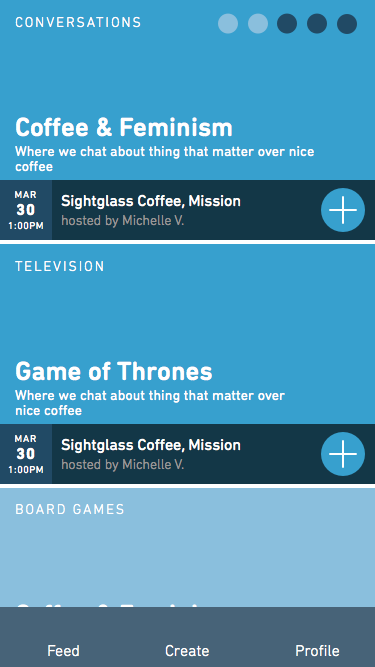 CONVERSATIONS
Coffee & Feminism
Where we chat about thing that matter over nice
coffee
MAR
30
1:00PM
Sightglass Coffee, Mission
hosted by Michelle V.
TELEVISION
Game of Thrones
Where we chat about thing that matter over
nice coffee
MAR
30
1:00PM
Sightglass Coffee, Mission
hosted by Michelle V.
BOARD GAMES
Feed
Create
Profile